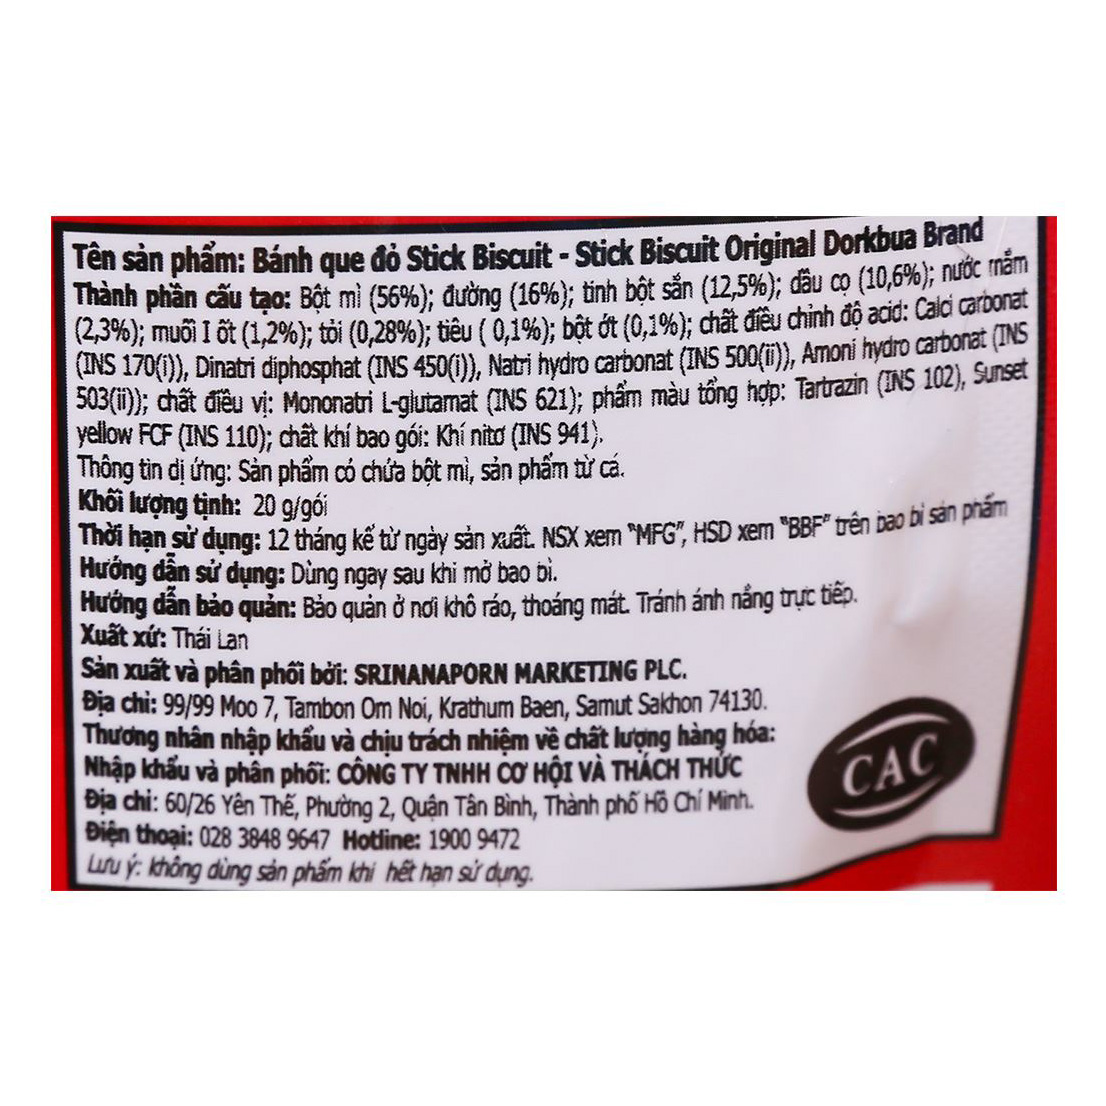 Tên sản phẩm: Bánh que đỏ Stick Biscuit - Stick Biscuit Original Dorkbua Brand
Thành phần cấu tạo: Bột mì (56%); đường (16%); tinh bột sắn (12,5%); dầu cọ (10,6%); nước mắm
(2,3%); muối I ốt (1,2%); tỏi (0,28%); tiêu ( 0,1%); bột ớt (0,1%); chất điều chỉnh độ acid: Calci carbonat
(INS 170(i)), Dinatri diphosphat (INS 450(i)), Natri hydro carbonat (INS 500(ii)), Amoni hydro carbonat (INS
503(ii)); chất điều vị: Mononatri L-glutamat (INS 621); phẩm màu tổng hợp: Tartrazin (INS 102), Sunset
yellow FCF (INS 110); chất khí bao gói: Khí nitơ (INS 941).
Thông tin dị ứng: Sản phẩm có chứa bột mì, sản phẩm từ cá.
Khối lượng tịnh: 20 g/gói
Thời hạn sử dụng: 12 tháng kể từ ngày sản xuất. NSX xem "MFG", HSD xem "BBF" trên bao bì sản phẩm
Hướng dẫn sử dụng: Dùng ngay sau khi mở bao bì.
Hướng dẫn bảo quản: Bảo quản ở nơi khô ráo, thoáng mát. Tránh ánh nắng trực tiếp.
Xuất xứ: Thái Lan
Sản xuất và phân phối bởi: SRINANAPORN MARKETING PLC.
Địa chỉ: 99/99 Moo 7, Tambon Om Noi, Krathum Baen, Samut Sakhon 74130.
Thương nhân nhập khẩu và chịu trách nhiệm về chất lượng hàng hóa:
Nhập khẩu và phân phối: CÔNG TY TNHH CƠ HỘI VÀ THÁCH THỨC
Địa chỉ: 60/26 Yên Thế, Phường 2, Quận Tân Bình, Thành phố Hồ Chí Minh.
Điện thoại: 028 3848 9647 Hotline: 1900 9472
Lưu ý: không dùng sản phẩm khi hết hạn sử dụng.
CAC